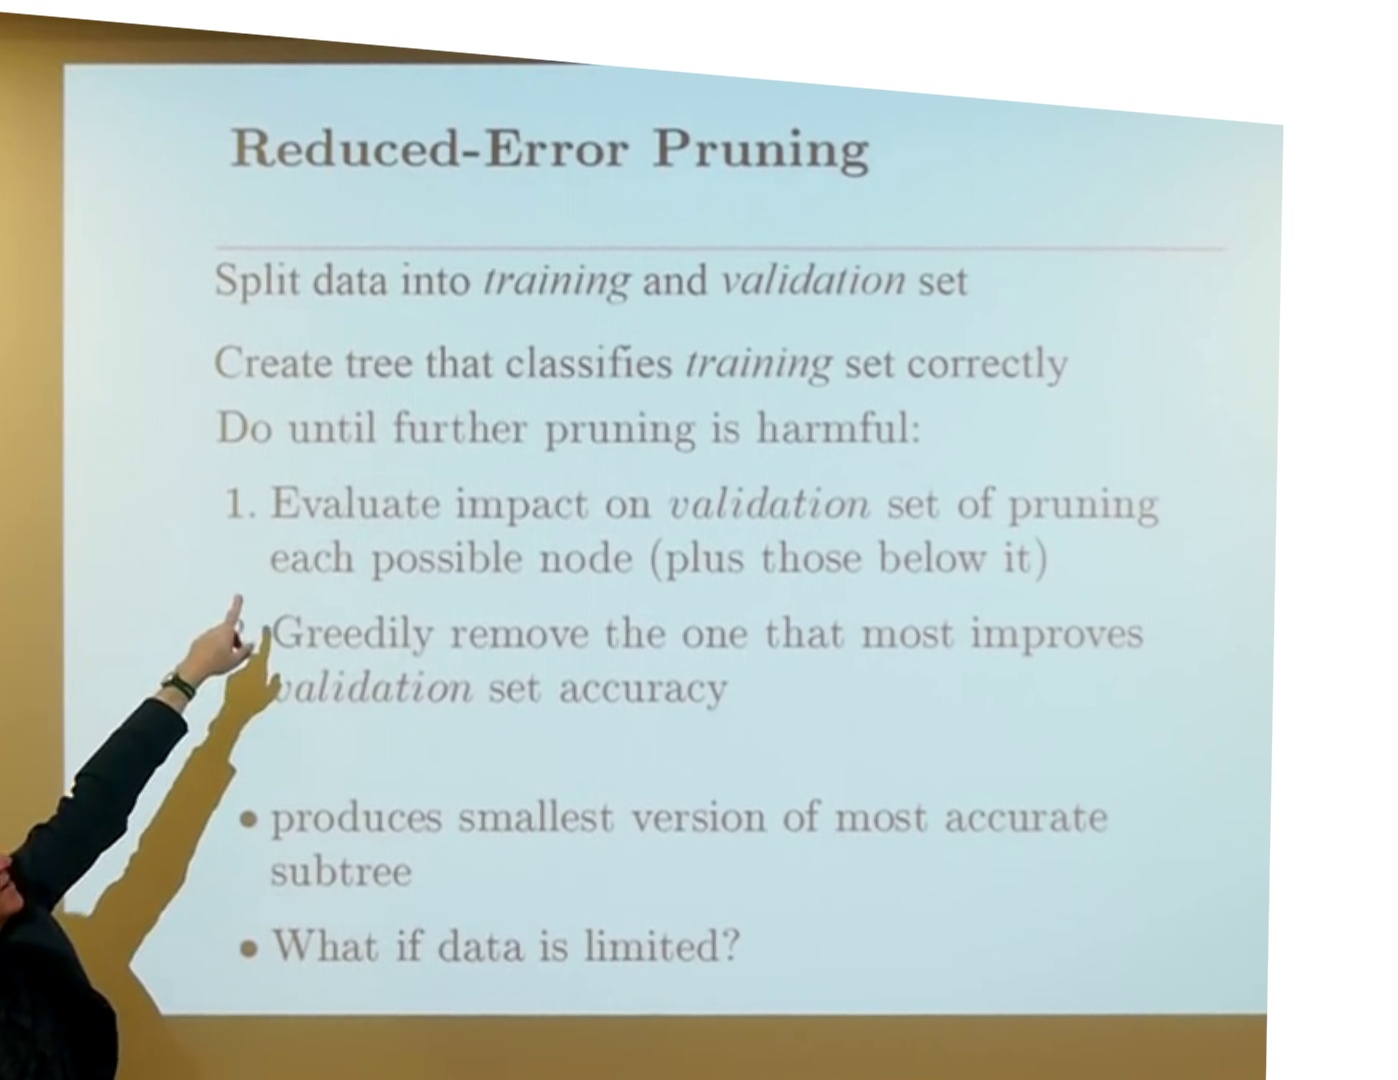 Reduced-Error Pruning
Split data into training and validation set
Create tree that classifies training set correctly
Do until further pruning is harmful:
1. Evaluate impact on validation set of pruning
each possible node (plus those below it)
Greedily remove the one that most improves
validation set accuracy
• produces smallest version of most accurate
subtree
• What if data is limited?